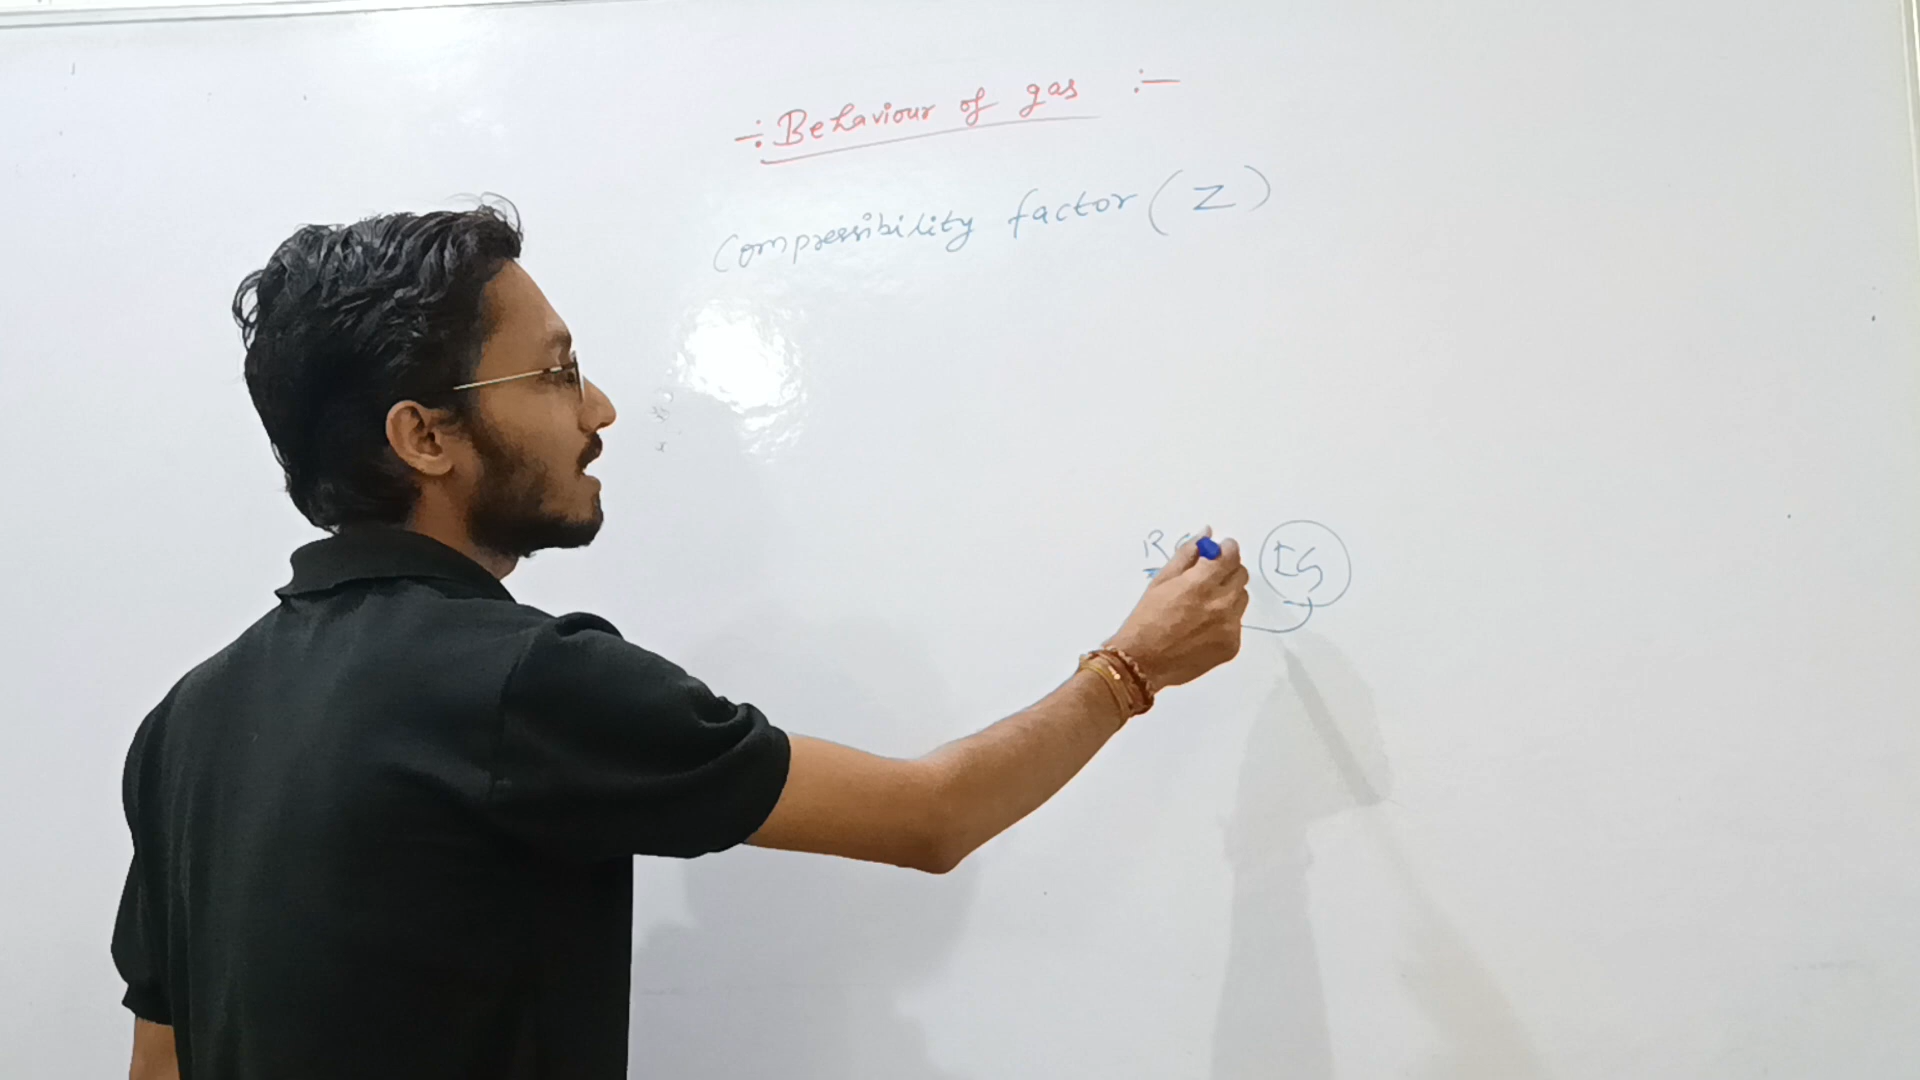 ÷ Behaviour of gas :-
Compressibility factor (Z)
IG